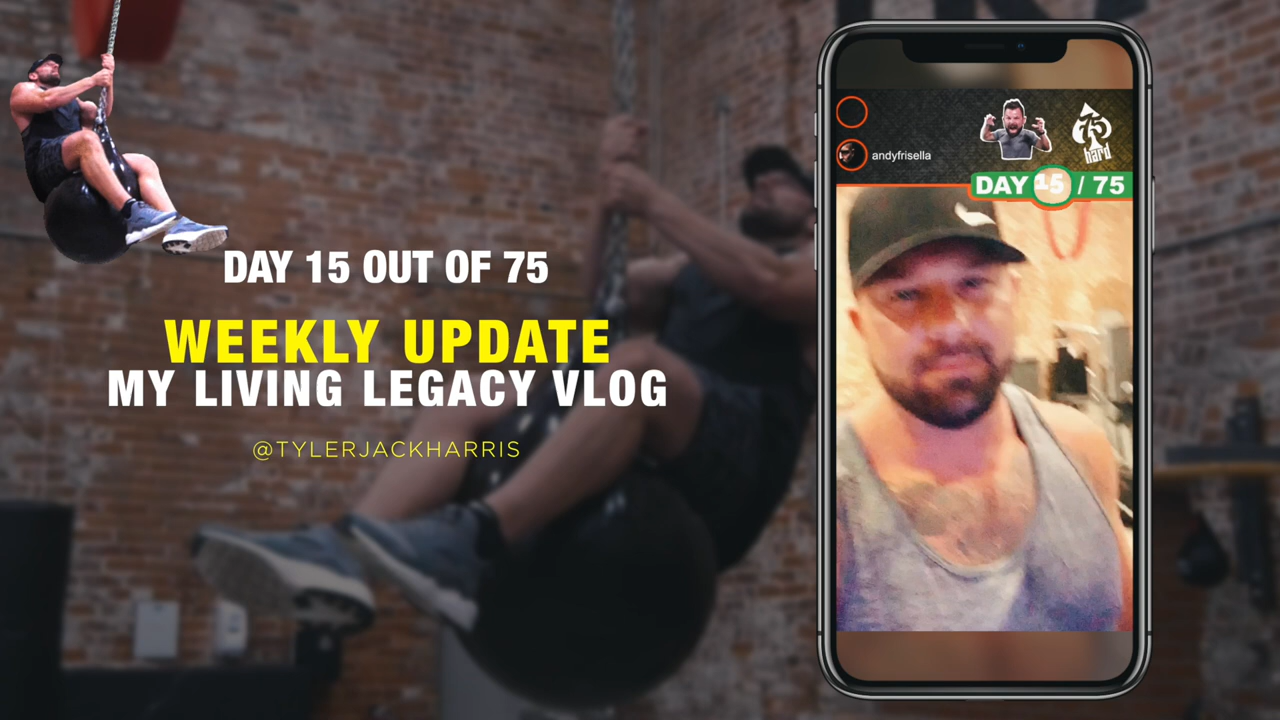 DAY 15 OUT OF 75
WEEKLY UPDATE
MY LIVING LEGACY VLOG
@TYLERJACKHARRIS
andyfrisella
75
hard
DAY 15 / 75